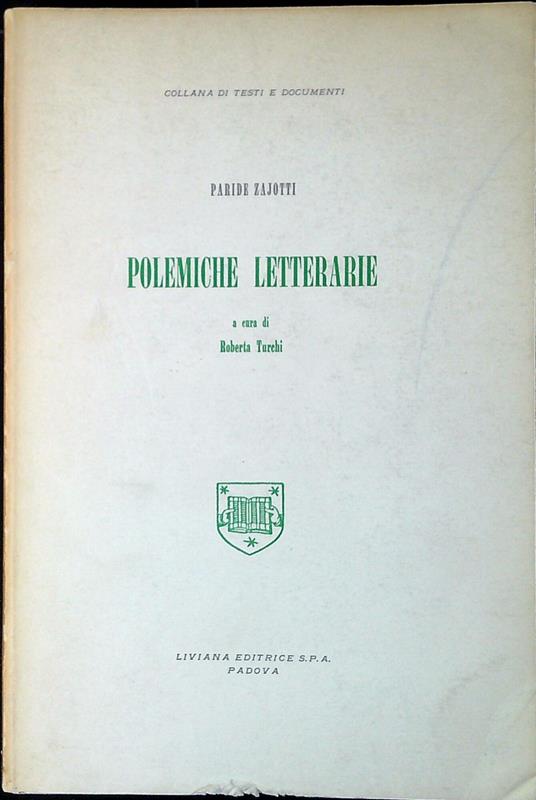 COLLANA DI TESTI E DOCUMENTI
PARIDE ZAJOTTI
POLEMICHE LETTERARIE
a cura di
Roberta Turchi
LIVIANA EDITRICE S.P.A.
PADOVA